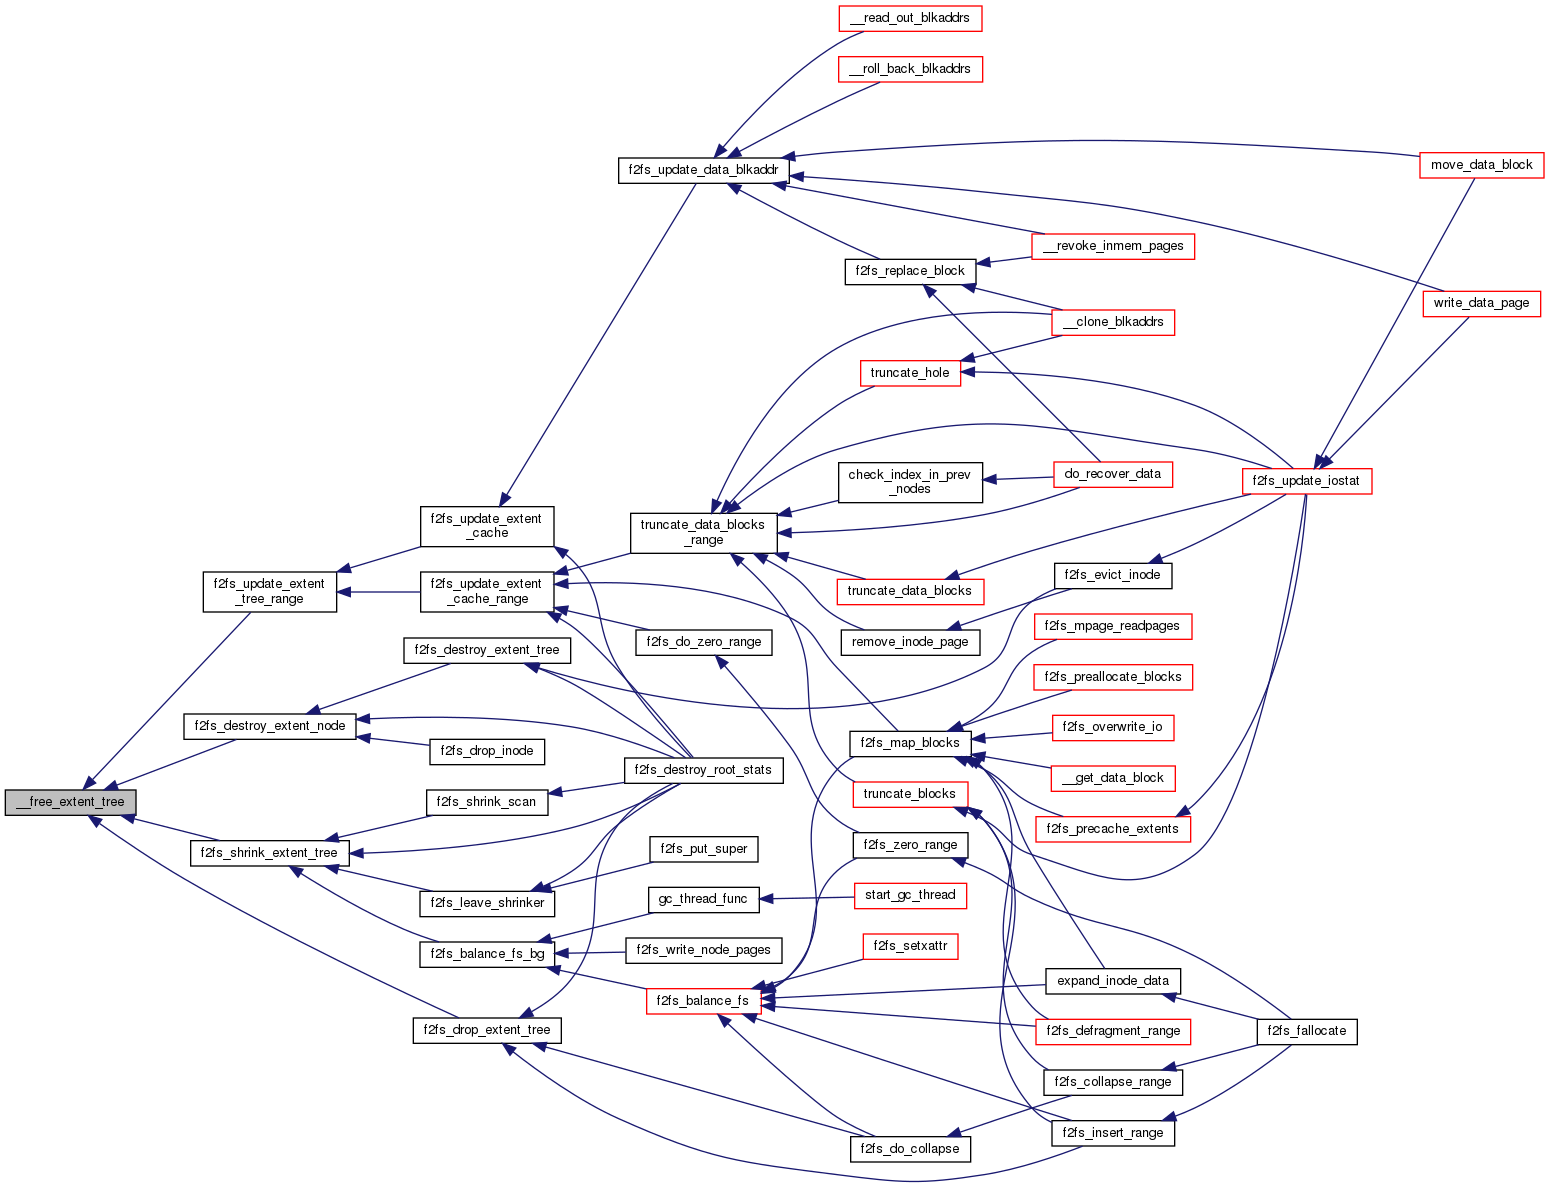 __read_out_blkaddrs
__roll_back_blkaddrs
f2fs_update_data_blkaddr
move_data_block
__revoke_inmem_pages
f2fs_replace_block
write_data_page
__clone_blkaddrs
truncate_hole
check_index_in_prev
_nodes
do_recover_data
f2fs_update_iostat
f2fs_update_extent
_cache
truncate_data_blocks
_range
f2fs_update_extent
_tree_range
f2fs_update_extent
_cache_range
truncate_data_blocks
f2fs_evict_inode
f2fs_mpage_readpages
f2fs_destroy_extent_tree
f2fs_do_zero_range
remove_inode_page
f2fs_preallocate_blocks
f2fs_destroy_extent_node
f2fs_overwrite_io
f2fs_drop_inode
f2fs_map_blocks
f2fs_destroy_root_stats
__get_data_block
__free_extent_tree
f2fs_shrink_scan
truncate_blocks
f2fs_precache_extents
f2fs_shrink_extent_tree
f2fs_put_super
f2fs_zero_range
f2fs_leave_shrinker
gc_thread_func
start_gc_thread
f2fs_balance_fs_bg
f2fs_write_node_pages
f2fs_setxattr
f2fs_balance_fs
expand_inode_data
f2fs_drop_extent_tree
f2fs_defragment_range
f2fs_fallocate
f2fs_collapse_range
f2fs_insert_range
f2fs_do_collapse